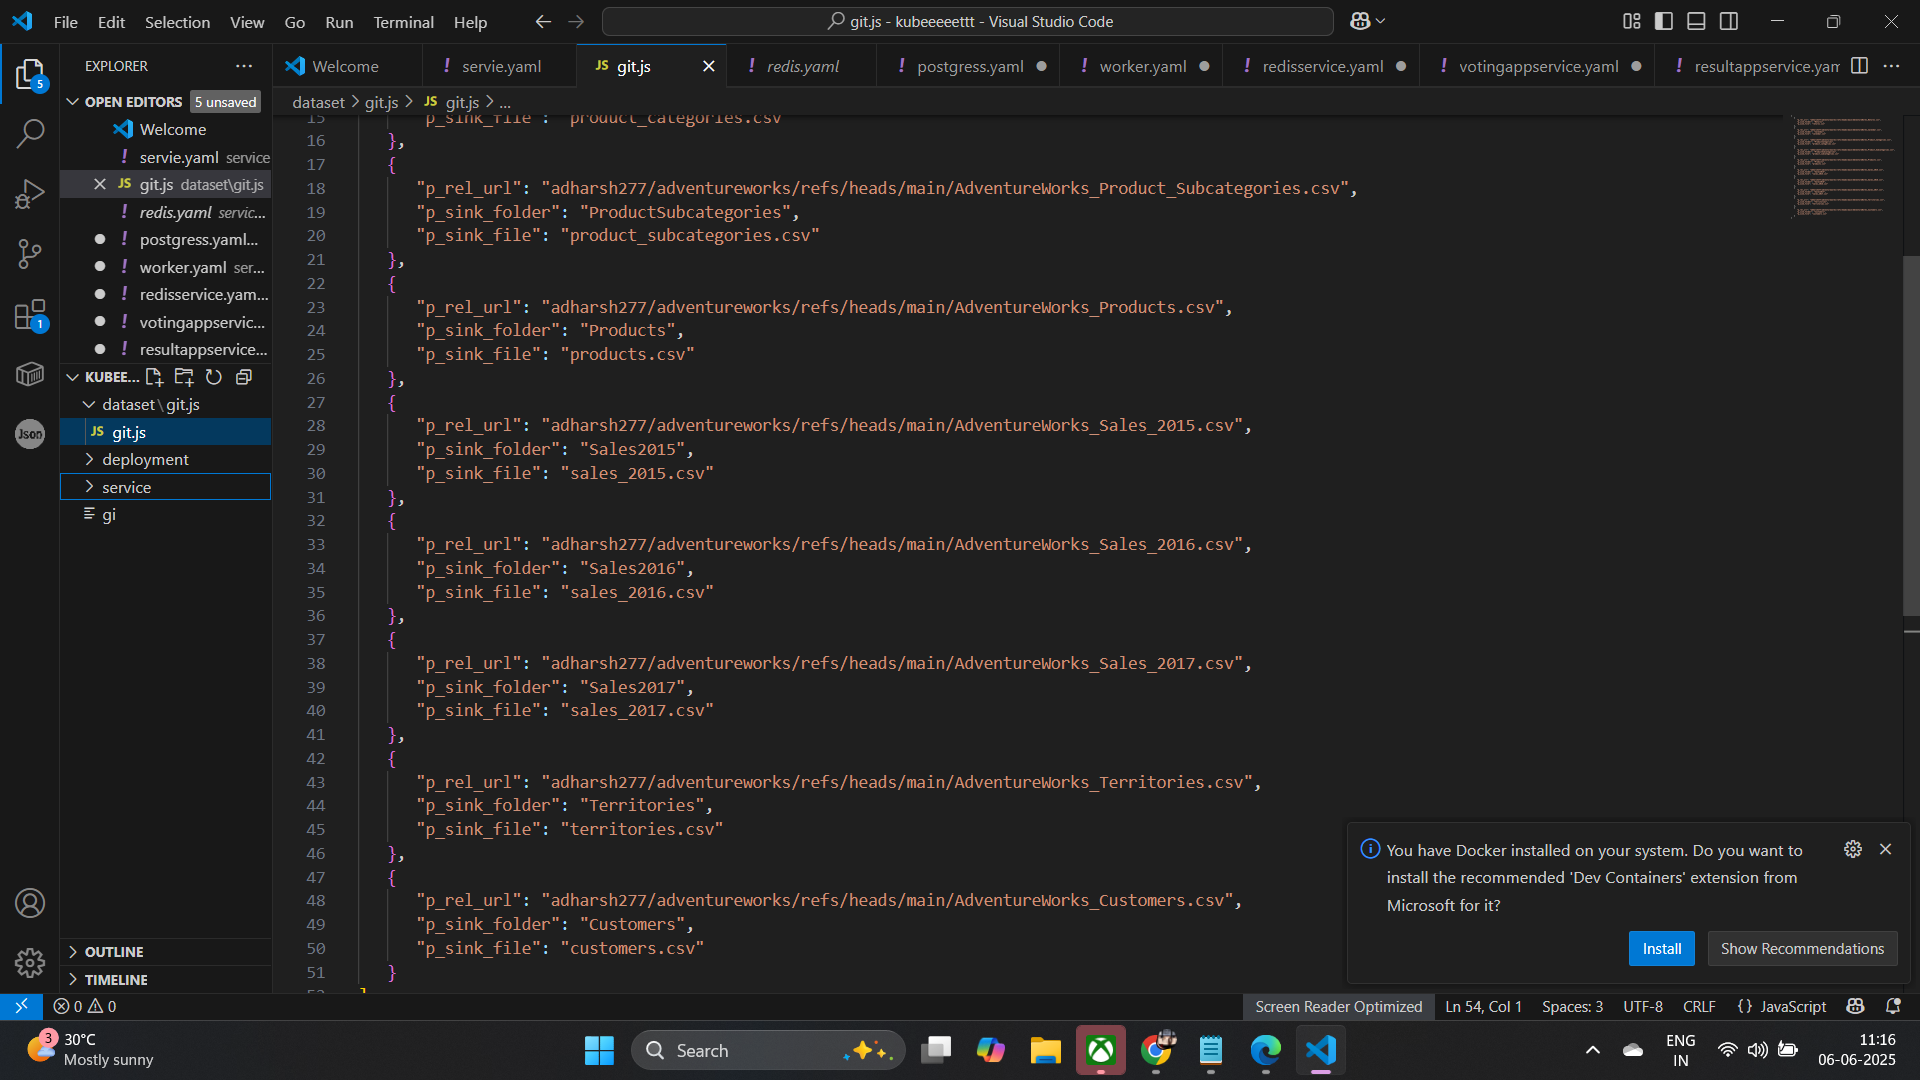 File Edit Selection View Go Run Terminal Help
git.js - kubeeeeettt - Visual Studio Code
EXPLORER
5
OPEN EDITORS 5 unsaved
Welcome
servie.yaml service
git.js dataset\git.js
redis.yaml servic...
postgress.yaml...
worker.yaml ser...
redisservice.yam...
votingappservic...
resultappservice...
1
KUBEE...
dataset\git.js
JS git.js
deployment
service
gi
Json
OUTLINE
TIMELINE
Welcome
servie.yaml
JS git.js
redis.yaml
postgress.yaml
worker.yaml
redisservice.yaml
votingappservice.yaml
resultappservice.yam
dataset > git.js > JS git.js > ...
15 "p_sink_file": "product_categories.csv"
16 },
17 {
18 "p_rel_url": "adharsh277/adventureworks/refs/heads/main/AdventureWorks_Product_Subcategories.csv",
19 "p_sink_folder": "ProductSubcategories",
20 "p_sink_file": "product_subcategories.csv"
21 },
22 {
23 "p_rel_url": "adharsh277/adventureworks/refs/heads/main/AdventureWorks_Products.csv",
24 "p_sink_folder": "Products",
25 "p_sink_file": "products.csv"
26 },
27 {
28 "p_rel_url": "adharsh277/adventureworks/refs/heads/main/AdventureWorks_Sales_2015.csv",
29 "p_sink_folder": "Sales2015",
30 "p_sink_file": "sales_2015.csv"
31 },
32 {
33 "p_rel_url": "adharsh277/adventureworks/refs/heads/main/AdventureWorks_Sales_2016.csv",
34 "p_sink_folder": "Sales2016",
35 "p_sink_file": "sales_2016.csv"
36 },
37 {
38 "p_rel_url": "adharsh277/adventureworks/refs/heads/main/AdventureWorks_Sales_2017.csv",
39 "p_sink_folder": "Sales2017",
40 "p_sink_file": "sales_2017.csv"
41 },
42 {
43 "p_rel_url": "adharsh277/adventureworks/refs/heads/main/AdventureWorks_Territories.csv",
44 "p_sink_folder": "Territories",
45 "p_sink_file": "territories.csv"
46 },
47 {
48 "p_rel_url": "adharsh277/adventureworks/refs/heads/main/AdventureWorks_Customers.csv",
49 "p_sink_folder": "Customers",
50 "p_sink_file": "customers.csv"
51 }
You have Docker installed on your system. Do you want to
install the recommended 'Dev Containers' extension from
Microsoft for it?
Install Show Recommendations
0 0
Screen Reader Optimized Ln 54, Col 1 Spaces: 3 UTF-8 CRLF {} JavaScript
3
30°C
Mostly sunny
Search
ENG
IN
11:16
06-06-2025